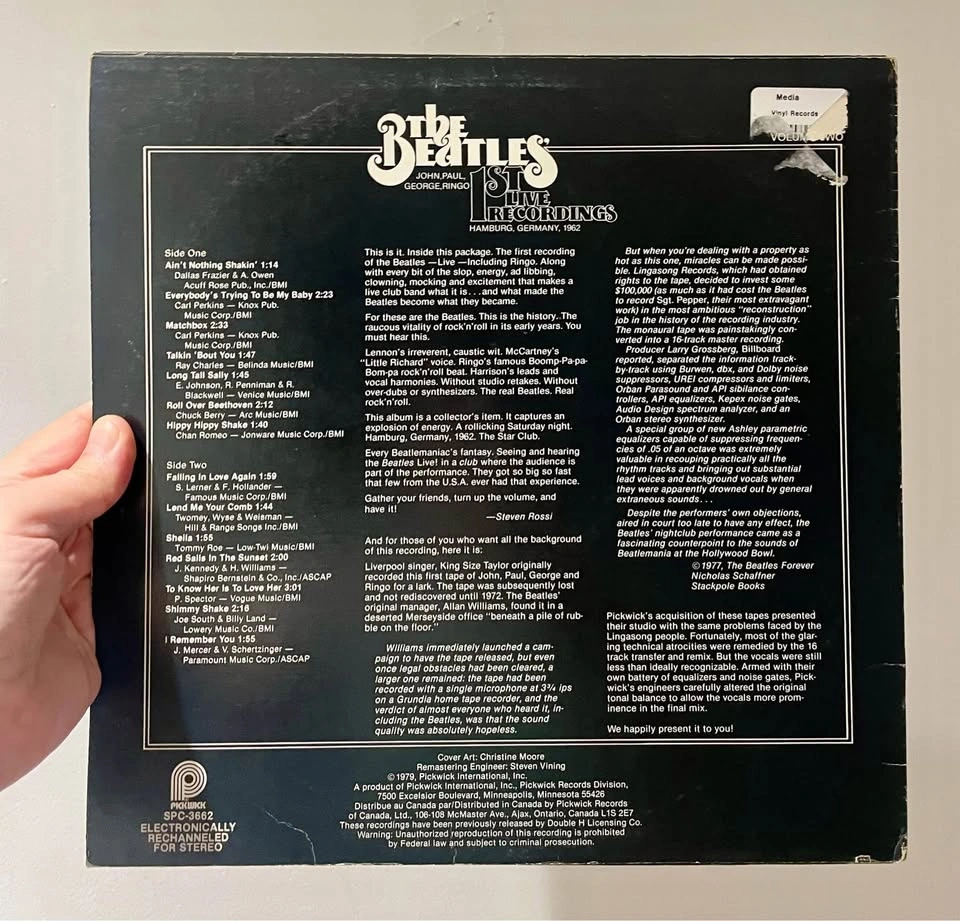 Media
Vinyl Records
THE
BEATLES
JOHN, PAUL,
GEORGE, RINGO
1ST
LIVE
RECORDINGS
HAMBURG, GERMANY, 1962
Side One
Ain't Nothing Shakin' 1:14
Dallas Frazier & A. Owen
Acuff Rose Pub., Inc./BMI
Everybody's Trying To Be My Baby 2:23
Carl Perkins — Knox Pub.
Music Corp./BMI
Matchbox 2:33
Carl Perkins — Knox Pub.
Music Corp./BMI
Talkin 'Bout You 1:47
Ray Charles — Belinda Music/BMI
Long Tall Sally 1:45
E. Johnson, R. Penniman & R.
Blackwell — Venice Music/BMI
Roll Over Beethoven 2:12
Chuck Berry — Arc Music/BMI
Hippy Hippy Shake 1:40
Chan Romeo — Jonware Music Corp./BMI
Side Two
Falling In Love Again 1:59
S. Lerner & F. Hollander —
Famous Music Corp./BMI
Lend Me Your Comb 1:44
Twomey, Wyse & Weisman —
Hill & Range Songs Inc./BMI
Sheila 1:55
Tommy Roe — Low-Twi Music/BMI
Red Sails In The Sunset 2:00
J. Kennedy & H. Williams —
Shapiro Bernstein & Co., Inc./ASCAP
To Know Her Is To Love Her 3:01
P. Spector — Vogue Music/BMI
Shimmy Shake 2:16
Joe South & Billy Land —
Lowery Music Co./BMI
I Remember You 1:55
J. Mercer & V. Schertzinger —
Paramount Music Corp./ASCAP
This is it. Inside this package. The first recording
of the Beatles —Live —Including Ringo. Along
with every bit of the slop, energy, ad libbing,
clowning, mocking and excitement that makes a
live club band what it is . . . and what made the
Beatles become what they became.
For these are the Beatles. This is the history. The
raucous vitality of rock'n'roll in its early years. You
must hear this.
Lennon's irreverent, caustic wit. McCartney's
"Little Richard" voice. Ringo's famous Boomp-Pa-pa-
Bom-pa rock'n'roll beat. Harrison's leads and
vocal harmonies. Without studio retakes. Without
over-dubs or synthesizers. The real Beatles. Real
rock'n'roll.
This album is a collector's item. It captures an
explosion of energy. A rollicking Saturday night.
Hamburg, Germany, 1962. The Star Club.
Every Beatlemaniac's fantasy. Seeing and hearing
the Beatles Live! in a club where the audience is
part of the performance. They got so big so fast
that few from the U.S.A. ever had that experience.
Gather your friends, turn up the volume, and
have it!
—Steven Rossi
And for those of you who want all the background
of this recording, here it is:
Liverpool singer, King Size Taylor originally
recorded this first tape of John, Paul, George and
Ringo for a lark. The tape was subsequently lost
and not rediscovered until 1972. The Beatles'
original manager, Allan Williams, found it in a
deserted Merseyside office "beneath a pile of rub-
ble on the floor."
Williams immediately launched a cam-
paign to have the tape released, but even
once legal obstacles had been cleared, a
larger one remained: the tape had been
recorded with a single microphone at 3¾ ips
on a Grundia home tape recorder, and the
verdict of almost everyone who heard it, in-
cluding the Beatles, was that the sound
quality was absolutely hopeless.
But when you're dealing with a property as
hot as this one, miracles can be made possi-
ble. Lingasong Records, which had obtained
rights to the tape, decided to invest some
$100,000 (as much as it had cost the Beatles
to record Sgt. Pepper, their most extravagant
work) in the most ambitious "reconstruction"
job in the history of the recording industry.
The monaural tape was painstakingly con-
verted into a 16-track master recording.
Producer Larry Grossberg, Billboard
reported, separated the information track-
by-track using Burwen, dbx, and Dolby noise
suppressors, UREI compressors and limiters,
Orban Parasound and API sibilance con-
trollers, API equalizers, Kepex noise gates,
Audio Design spectrum analyzer, and an
Orban stereo synthesizer.
A special group of new Ashley parametric
equalizers capable of suppressing frequen-
cies of .05 of an octave was extremely
valuable in recouping practically all the
rhythm tracks and bringing out substantial
lead voices and background vocals when
they were apparently drowned out by general
extraneous sounds . . .
Despite the performers' own objections,
aired in court too late to have any effect, the
Beatles' nightclub performance came as a
fascinating counterpoint to the sounds of
Beatlemania at the Hollywood Bowl.
©1977, The Beatles Forever
Nicholas Schaffner
Stackpole Books
Pickwick's acquisition of these tapes presented
their studio with the same problems faced by the
Lingasong people. Fortunately, most of the glar-
ing technical atrocities were remedied by the 16
track transfer and remix. But the vocals were still
less than ideally recognizable. Armed with their
own battery of equalizers and noise gates, Pick-
wick's engineers carefully altered the original
tonal balance to allow the vocals more prom-
inence in the final mix.
We happily present it to you!
Cover Art: Christine Moore
Remastering Engineer: Steven Vining
©1979, Pickwick International, Inc.
A product of Pickwick International, Inc., Pickwick Records Division,
7500 Excelsior Boulevard, Minneapolis, Minnesota 55426
Distribue au Canada par/Distributed in Canada by Pickwick Records
of Canada, Ltd., 106-108 McMaster Ave., Ajax, Ontario, Canada L1S 2E7
These recordings have been previously released by Double H Licensing Co.
Warning: Unauthorized reproduction of this recording is prohibited
by Federal law and subject to criminal prosecution.
PICKWICK
SPC-3662
ELECTRONICALLY
RECHANNELED
FOR STEREO